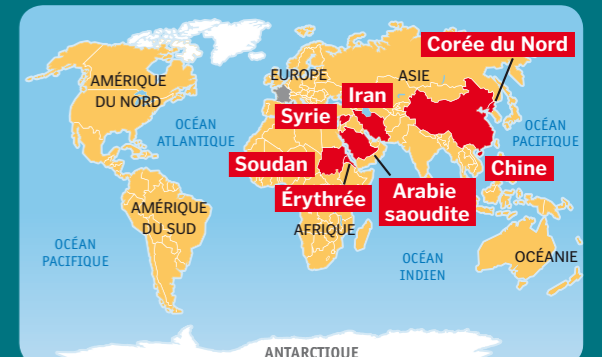 Corée du Nord
EUROPE
ASIE
AMÉRIQUE
DU NORD
Iran
Syrie
OCÉAN
ATLANTIQUE
OCÉAN
PACIFIQUE
Soudan
Chine
Érythrée
Arabie
saoudite
AMÉRIQUE
DU SUD
AFRIQUE
OCÉAN
PACIFIQUE
OCÉAN
INDIEN
OCÉANIE
ANTARCTIQUE